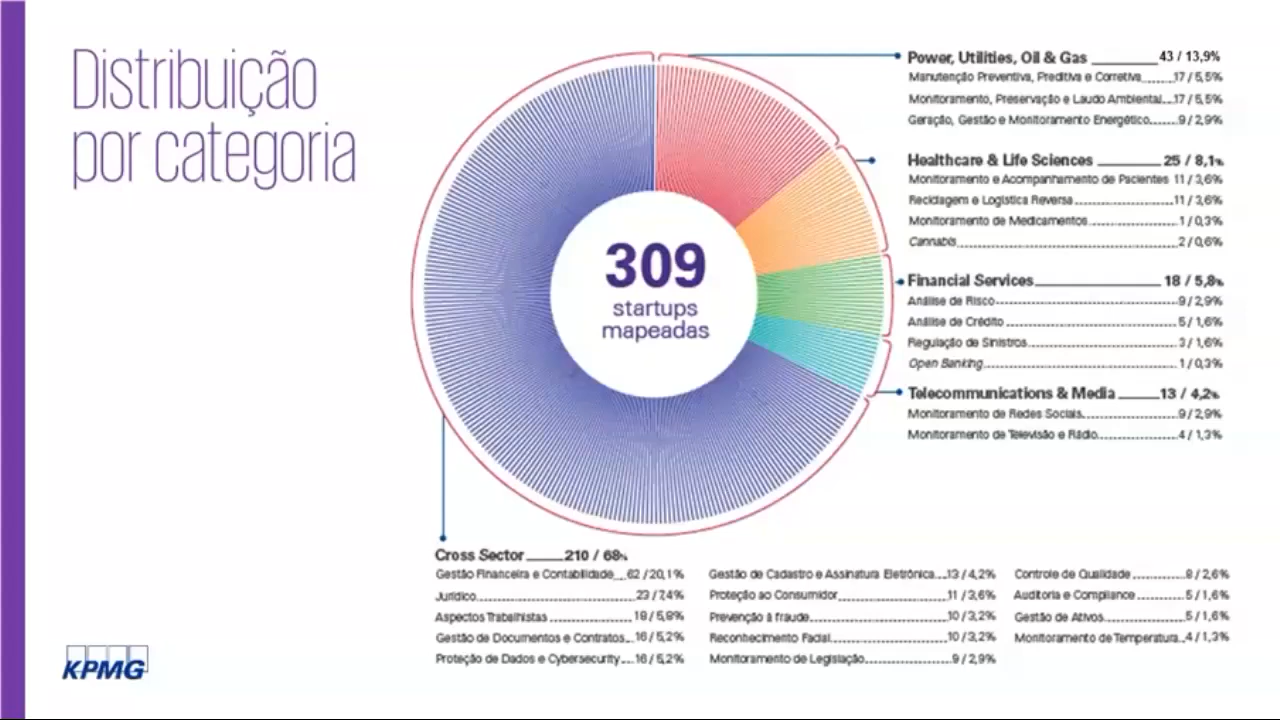 Distribuição
por categoria
309
startups
mapeadas
Power, Utilities, Oil & Gas 43 / 13,9%
Manutenção Preventiva, Preditiva e Corretiva 17 / 5,5%
Monitoramento, Preservação e Laudo Ambiental 17 / 5,5%
Geração, Gestão e Monitoramento Energético 9 / 2,9%
Healthcare & Life Sciences 25 / 8,1%
Monitoramento e Acompanhamento de Pacientes 11 / 3,6%
Reciclagem e Logística Reversa 11 / 3,6%
Monitoramento de Medicamentos 1 / 0,3%
Cannabis 2 / 0,6%
Financial Services 18 / 5,8%
Análise de Risco 9 / 2,9%
Análise de Crédito 5 / 1,6%
Regulação de Sinistros 3 / 1,6%
Open Banking 1 / 0,3%
Telecommunications & Media 13 / 4,2%
Monitoramento de Redes Sociais 9 / 2,9%
Monitoramento de Televisão e Rádio 4 / 1,3%
Cross Sector 210 / 68%
Gestão Financeira e Contabilidade 62 / 20,1%
Jurídico 23 / 7,4%
Aspectos Trabalhistas 18 / 5,8%
Gestão de Documentos e Contratos 16 / 5,2%
Proteção de Dados e Cybersecurity 16 / 5,2%
Gestão de Cadastro e Assinatura Eletrônica 13 / 4,2%
Proteção ao Consumidor 11 / 3,6%
Prevenção à fraude 10 / 3,2%
Reconhecimento Facial 10 / 3,2%
Monitoramento de Legislação 9 / 2,9%
Controle de Qualidade 8 / 2,6%
Auditoria e Compliance 5 / 1,6%
Gestão de Ativos 5 / 1,6%
Monitoramento de Temperatura 4 / 1,3%
KPMG